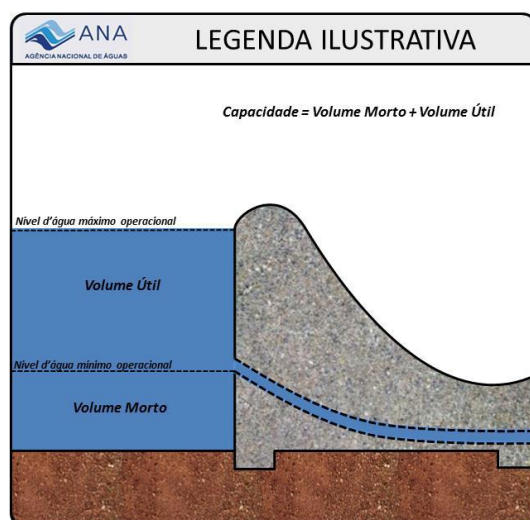 ANA
AGÊNCIA NACIONAL DE ÁGUAS
LEGENDA ILUSTRATIVA
Capacidade = Volume Morto + Volume Útil
Nível d'água máximo operacional
Volume Útil
Nível d'água mínimo operacional
Volume Morto